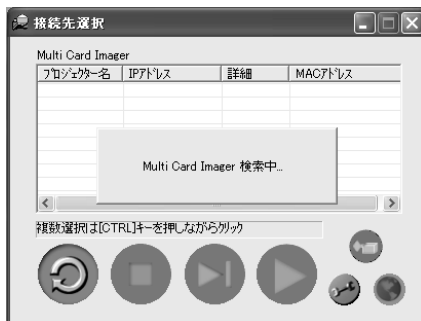 接続先選択
Multi Card Imager
プロジェクター名 IPアドレス 詳細 MACアドレス
Multi Card Imager 検索中...
複数選択は[CTRL]キーを押しながらクリック